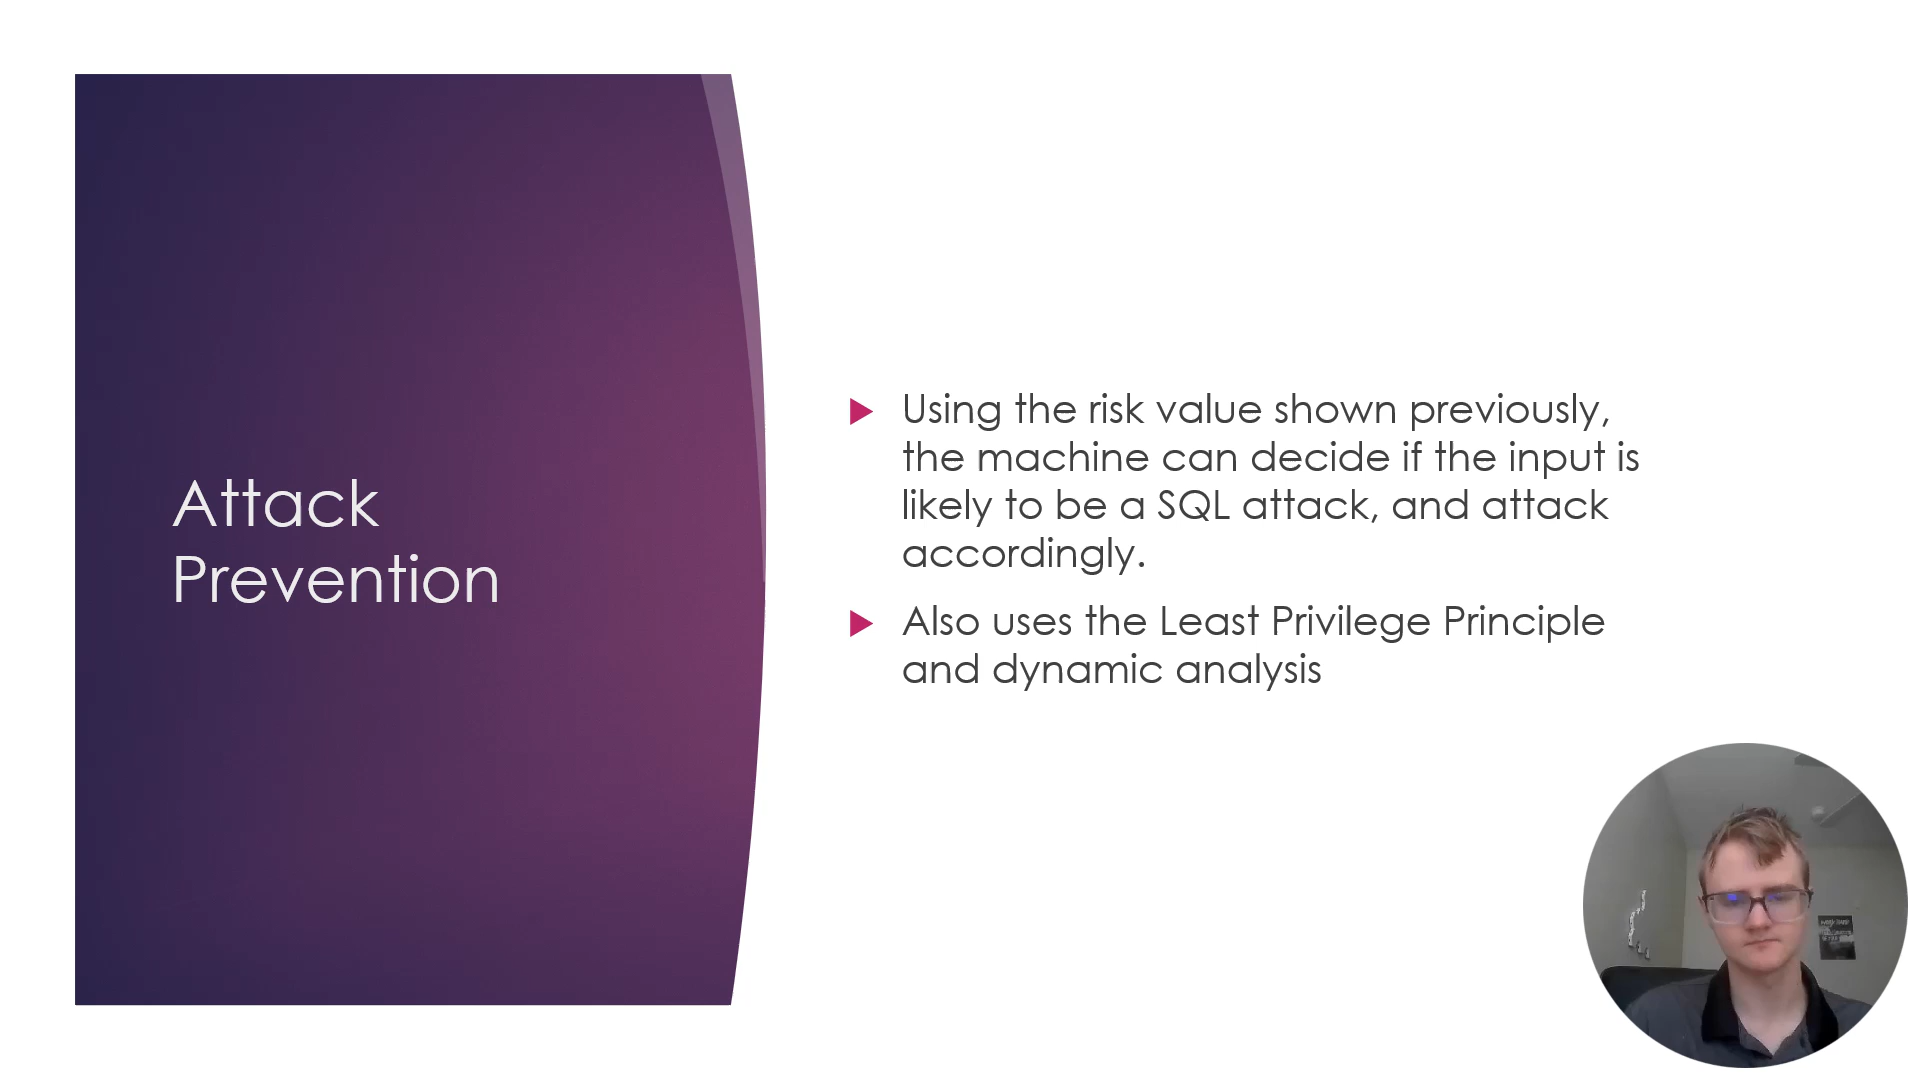 Attack
Prevention
Using the risk value shown previously,
the machine can decide if the input is
likely to be a SQL attack, and attack
accordingly.
Also uses the Least Privilege Principle
and dynamic analysis